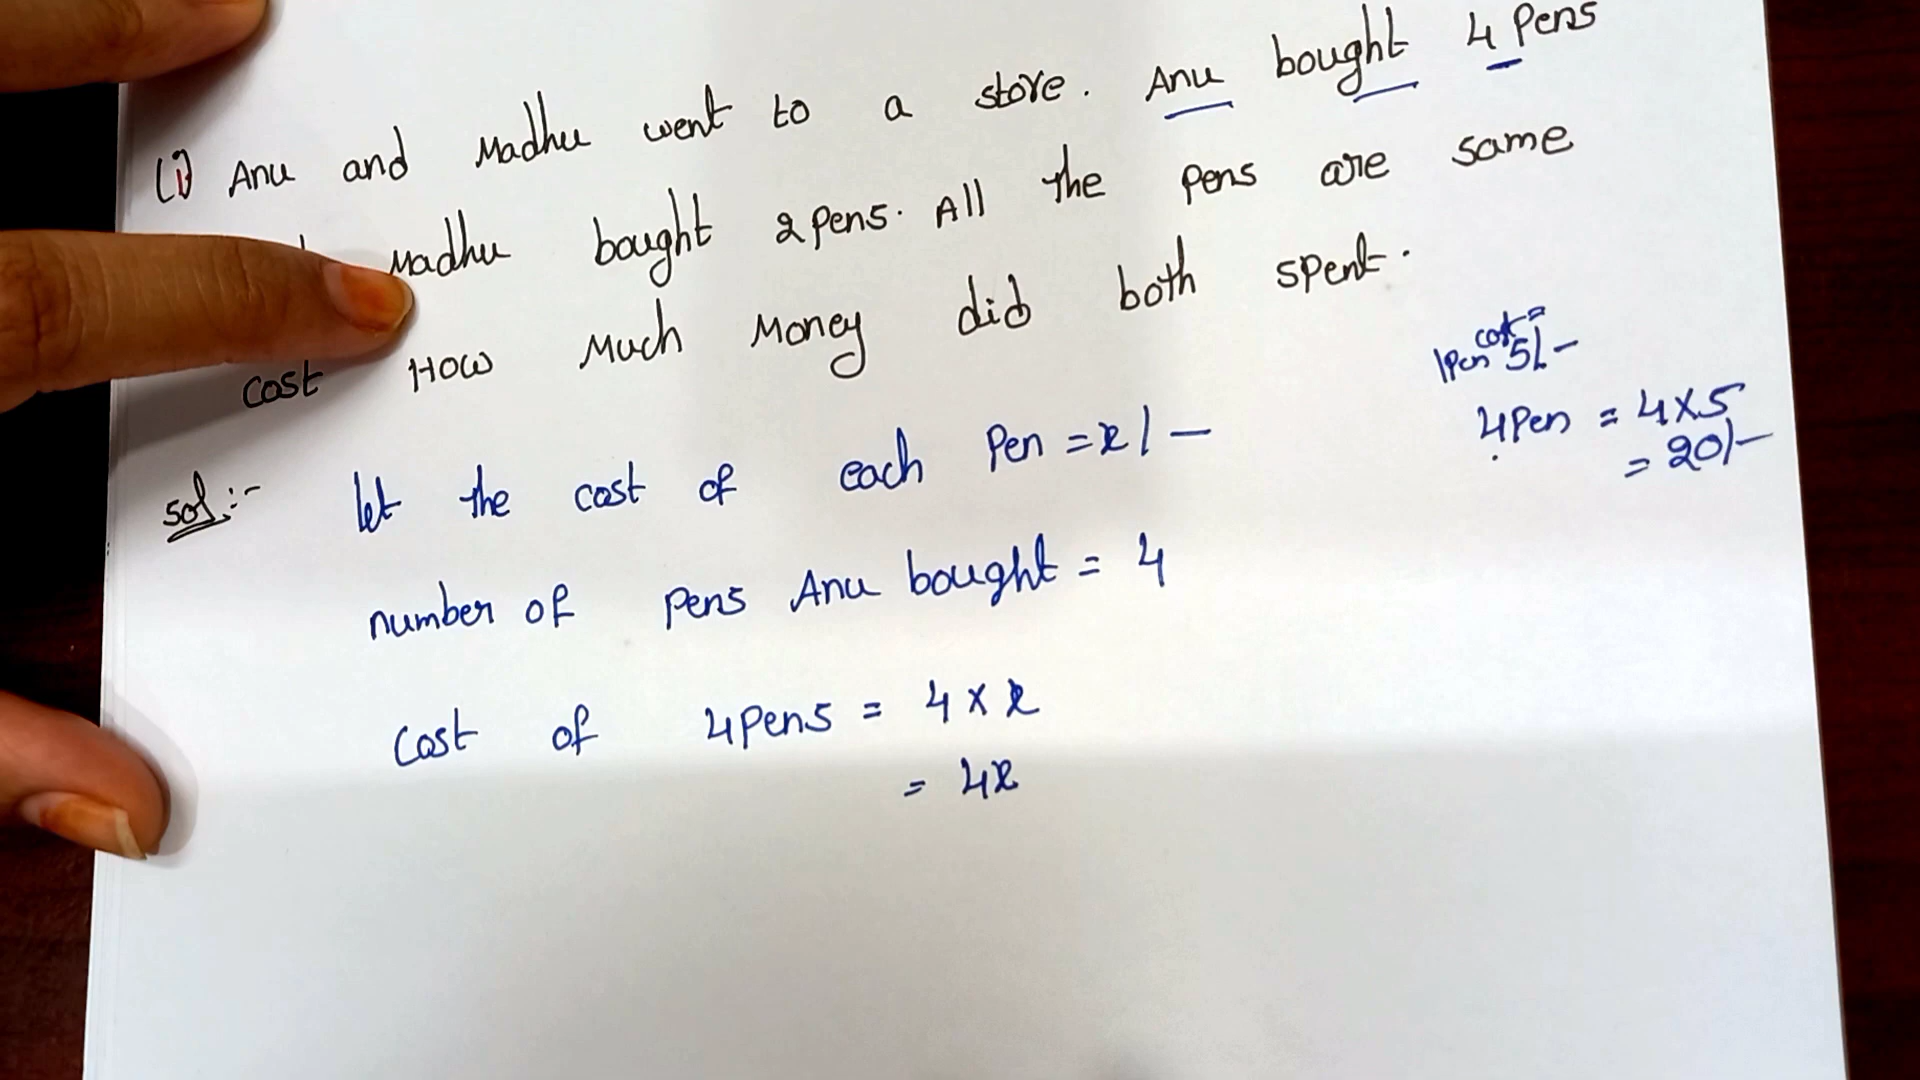 (i) Anu and Madhu went to a store. Anu bought 4 Pens
Madhu bought 2 Pens. All the pens are same
cost How Much Money did both spent.
sol:- let the cost of each Pen = x/-
number of pens Anu bought = 4
cost of 4 Pens = 4 × x
= 4x
1Pen cost = 5/-
4 Pen = 4×5
= 20/-